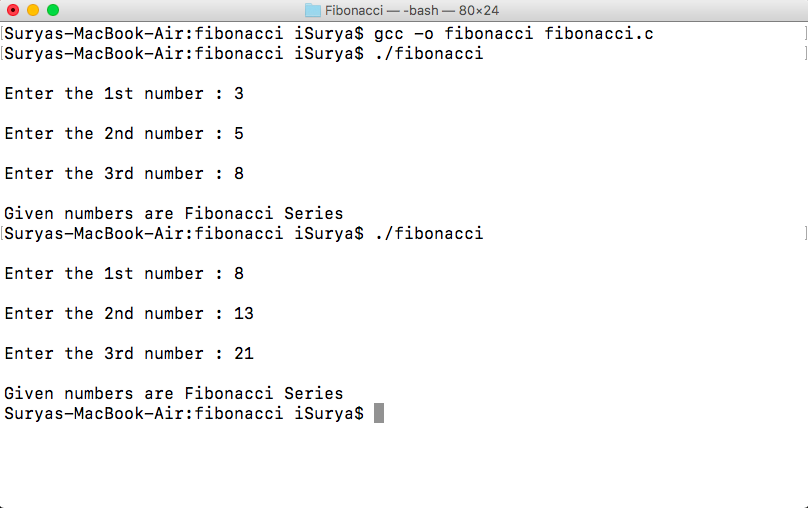 Fibonacci — -bash — 80×24
[Suryas-MacBook-Air:fibonacci iSurya$ gcc -o fibonacci fibonacci.c ]
[Suryas-MacBook-Air:fibonacci iSurya$ ./fibonacci ]
Enter the 1st number : 3
Enter the 2nd number : 5
Enter the 3rd number : 8
Given numbers are Fibonacci Series
[Suryas-MacBook-Air:fibonacci iSurya$ ./fibonacci ]
Enter the 1st number : 8
Enter the 2nd number : 13
Enter the 3rd number : 21
Given numbers are Fibonacci Series
Suryas-MacBook-Air:fibonacci iSurya$